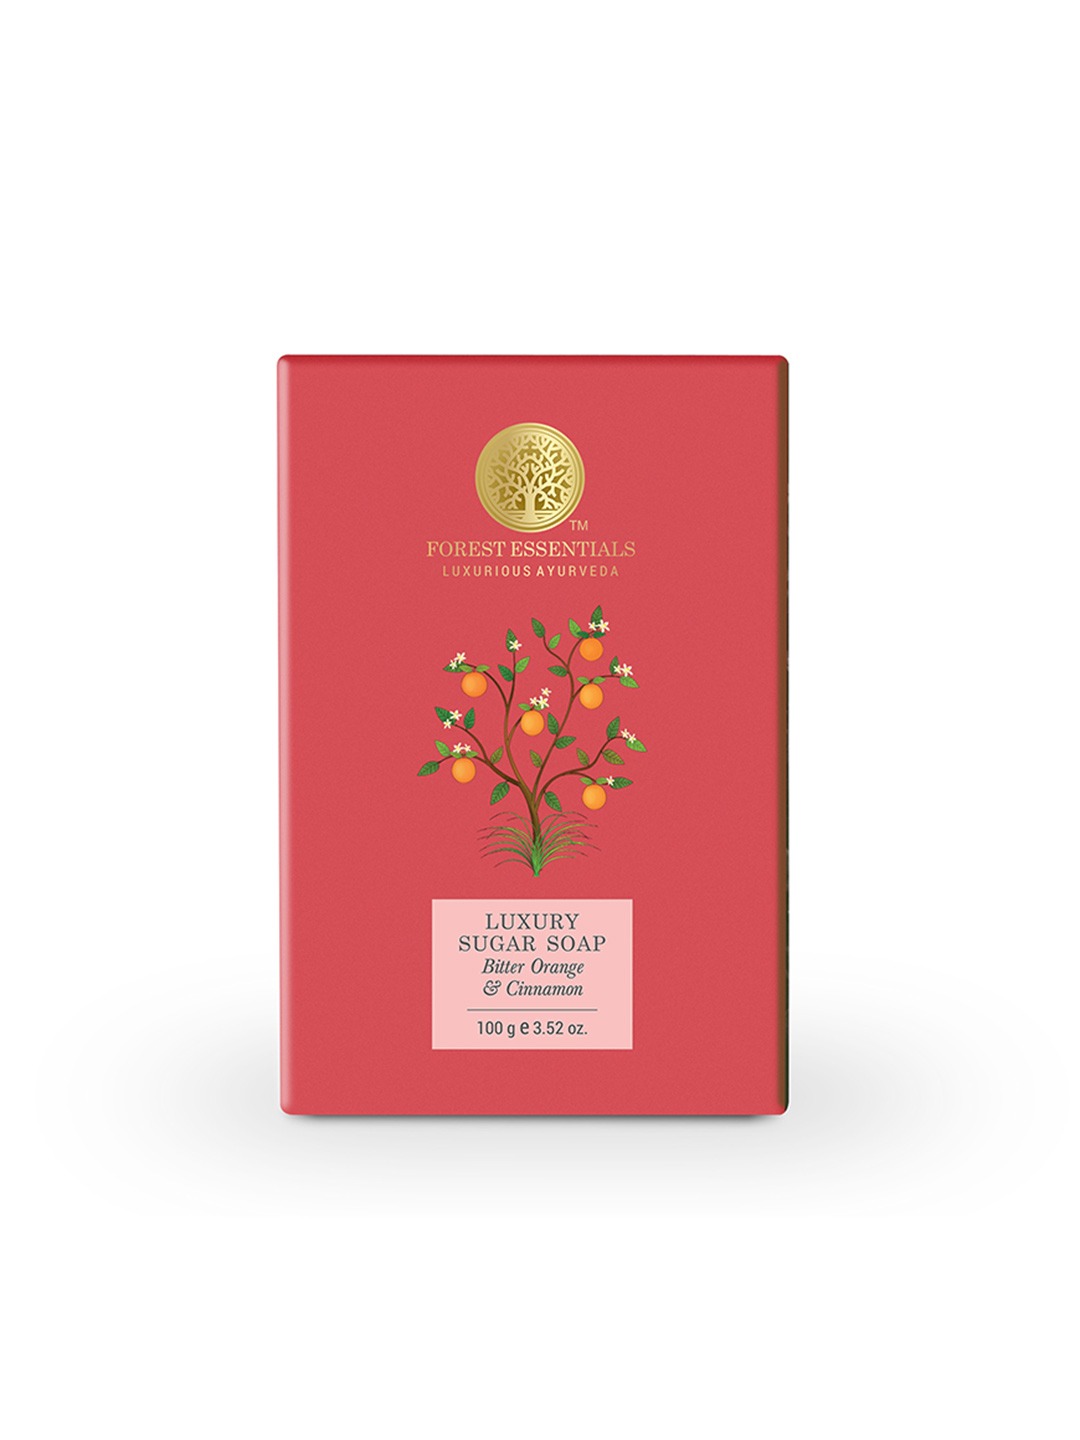 TM
FOREST ESSENTIALS
LUXURIOUS AYURVEDA
LUXURY
SUGAR SOAP
Bitter Orange
& Cinnamon
100 g e 3.52 oz.